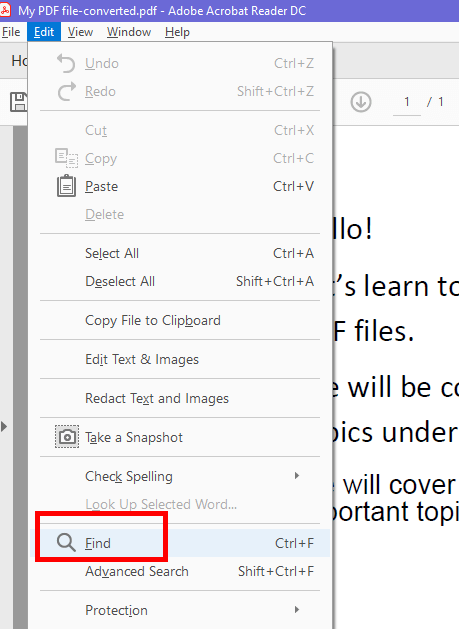 My PDF file-converted.pdf - Adobe Acrobat Reader DC
File Edit View Window Help
Ho
1 / 1
Undo Ctrl+Z
Redo Shift+Ctrl+Z
Cut Ctrl+X
Copy Ctrl+C
Paste Ctrl+V
Delete
Select All Ctrl+A
Deselect All Shift+Ctrl+A
Copy File to Clipboard
Edit Text & Images
Redact Text and Images
Take a Snapshot
Check Spelling
Look Up Selected Word...
Find Ctrl+F
Advanced Search Shift+Ctrl+F
Protection
llo!
t’s learn to
F files.
e will be co
pics under
e will cover
portant topi